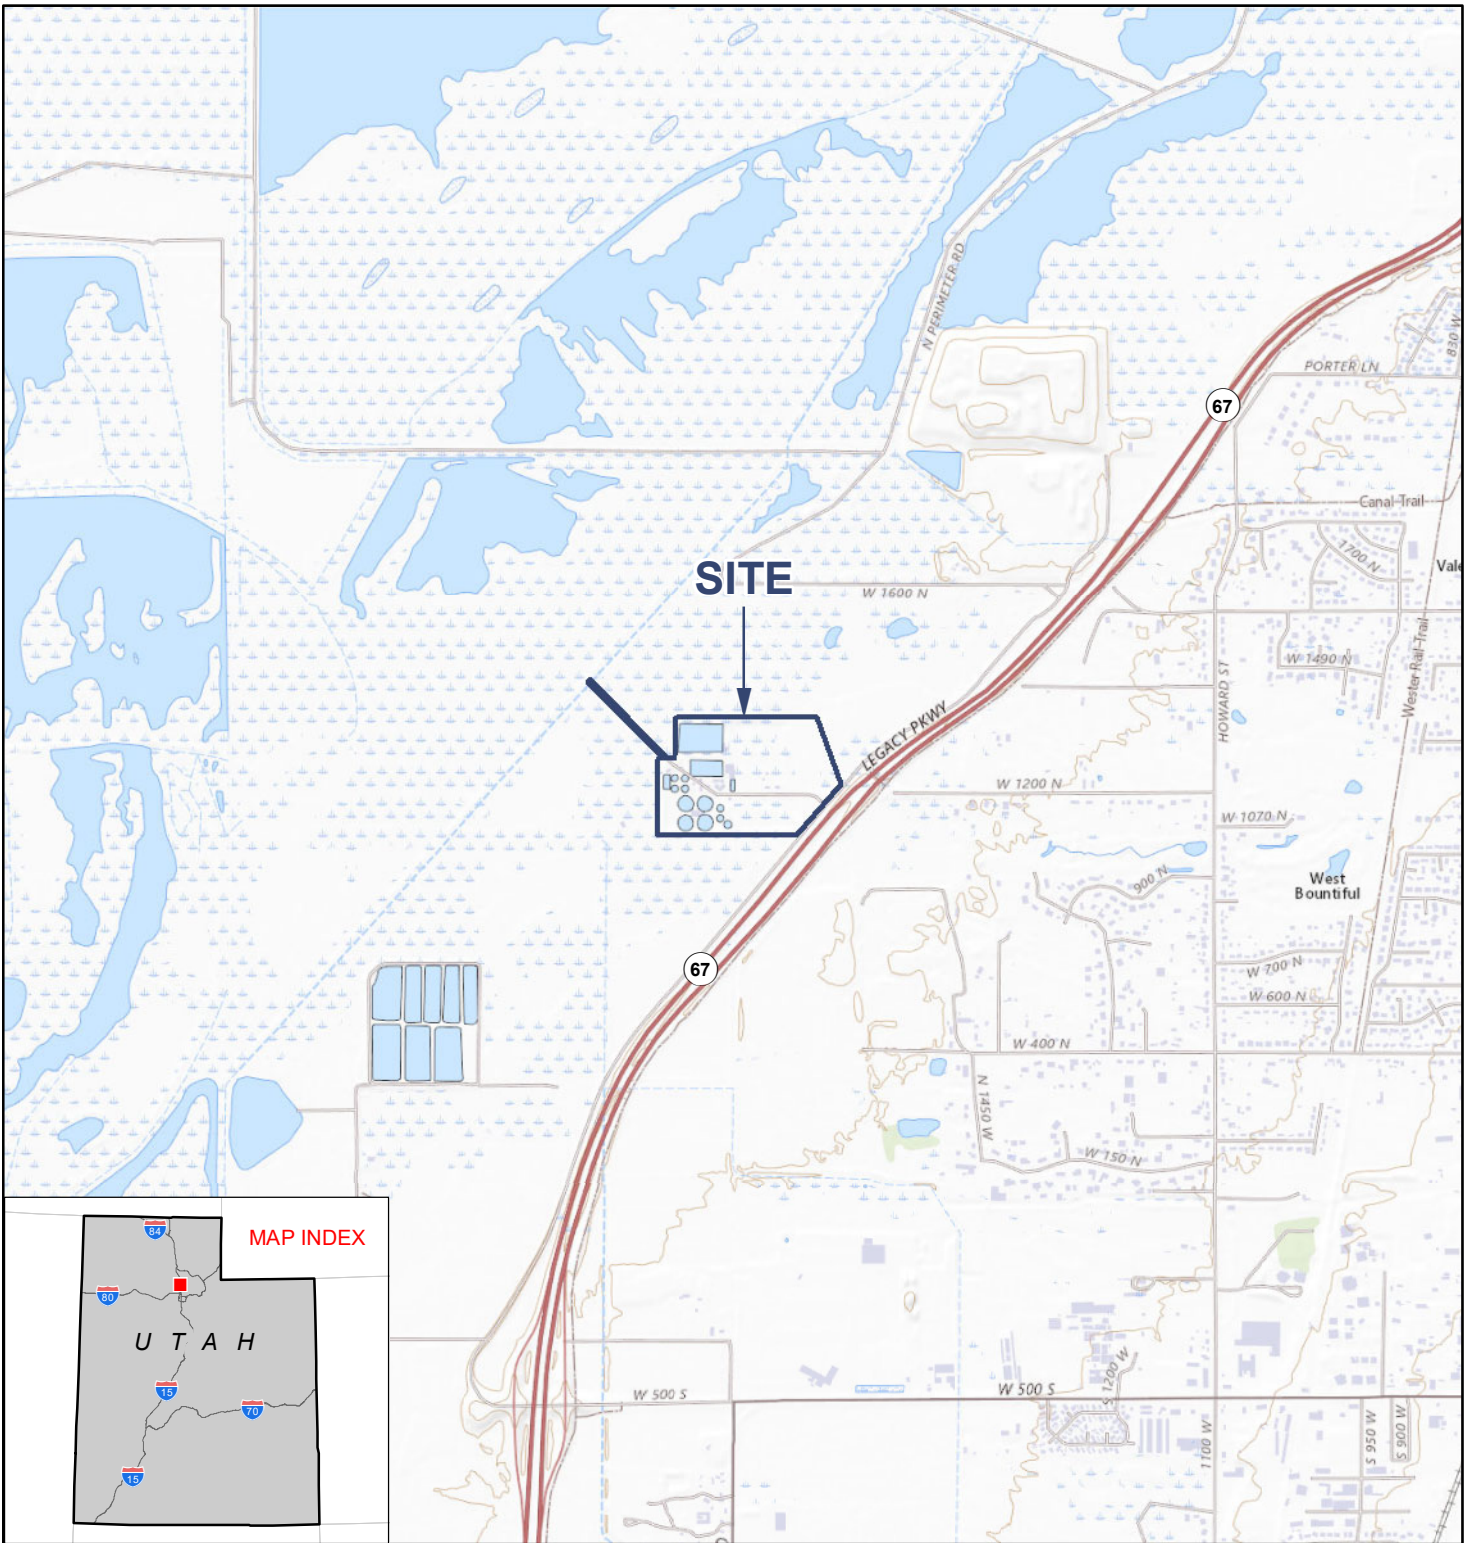 N PERIMETER RD
830 W
PORTER LN
67
Canal Trail
1700 N
SITE
W 1600 N
Wester Rail-Trail
W 1490 N
HOWARD ST
LEGACY PKWY
W 1200 N
W 1070 N
900 N
West
Bountiful
67
W 700 N
W 600 N
W 400 N
N 1450 W
W 150 N
MAP INDEX
84
80
UTAH
15
70
15
W 500 S
W 500 S
S 1200 W
1100 W
S 950 W
S 900 W